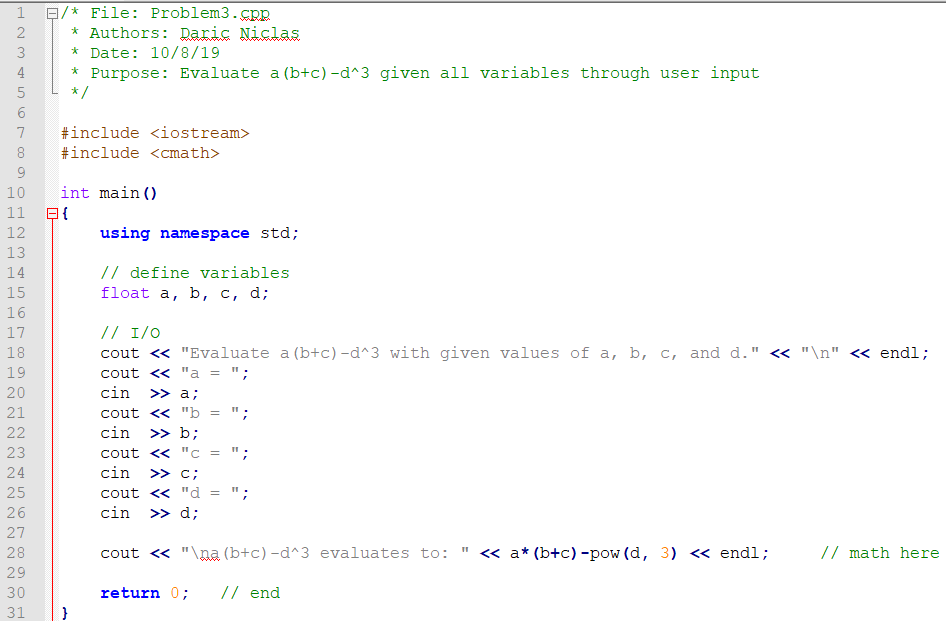 1 /* File: Problem3.cpp
2  * Authors: Daric Niclas
3  * Date: 10/8/19
4  * Purpose: Evaluate a(b+c)-d^3 given all variables through user input
5  */
6
7 #include <iostream>
8 #include <cmath>
9
10 int main()
11 {
12     using namespace std;
13
14     // define variables
15     float a, b, c, d;
16
17     // I/O
18     cout << "Evaluate a(b+c)-d^3 with given values of a, b, c, and d." << "\n" << endl;
19     cout << "a = ";
20     cin  >> a;
21     cout << "b = ";
22     cin  >> b;
23     cout << "c = ";
24     cin  >> c;
25     cout << "d = ";
26     cin  >> d;
27
28     cout << "\na(b+c)-d^3 evaluates to: " << a*(b+c)-pow(d, 3) << endl;     // math here
29
30     return 0;   // end
31 }